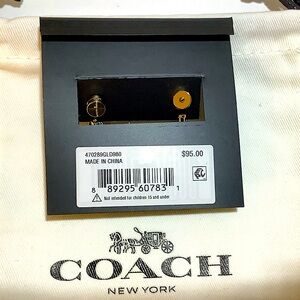 470289GLD980
MADE IN CHINA
$95.00
8 89295 60783 1
Not intended for children 15 and under
COACH
NEW YORK